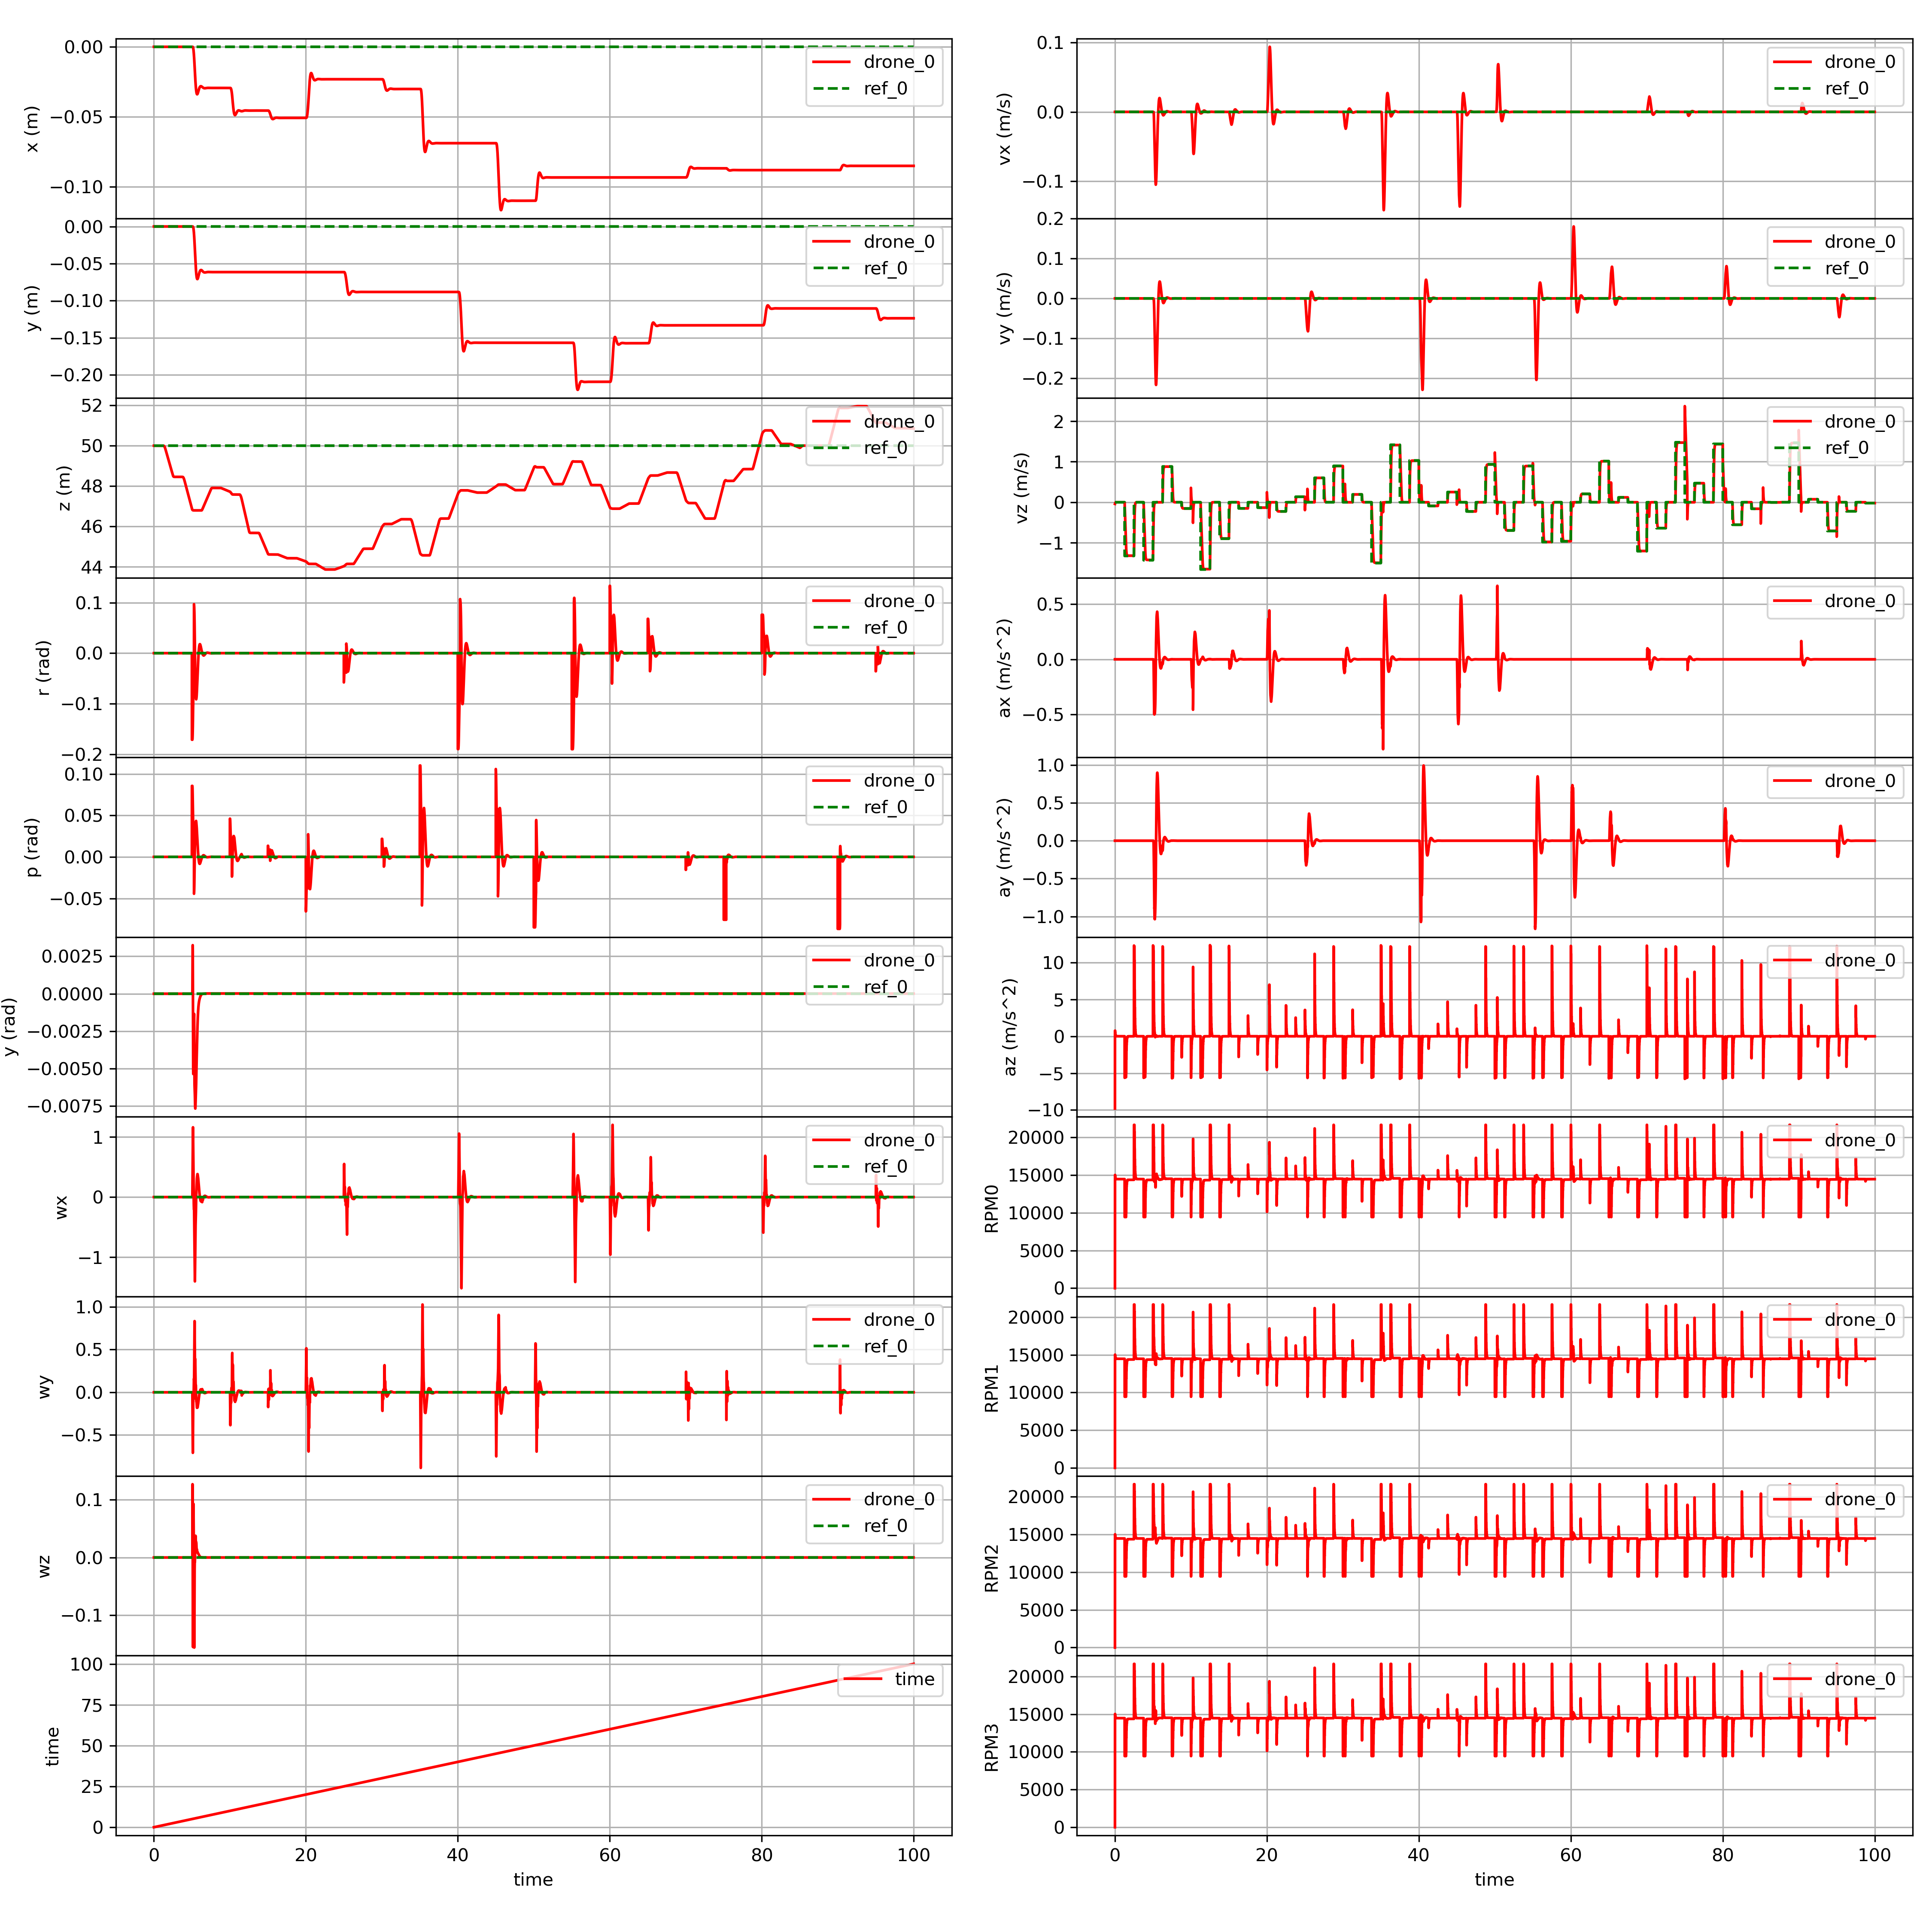 0.00
−0.05
−0.10
x (m)
drone_0
ref_0
0.00
−0.05
−0.10
−0.15
−0.20
y (m)
drone_0
ref_0
52
50
48
46
44
z (m)
drone_0
ref_0
0.1
0.0
−0.1
−0.2
r (rad)
drone_0
ref_0
0.10
0.05
0.00
−0.05
p (rad)
drone_0
ref_0
0.0025
0.0000
−0.0025
−0.0050
−0.0075
y (rad)
drone_0
ref_0
1
0
−1
wx
drone_0
ref_0
1.0
0.5
0.0
−0.5
wy
drone_0
ref_0
0.1
0.0
−0.1
wz
drone_0
ref_0
100
75
50
25
0
time
time
0 20 40 60 80 100
time
0.1
0.0
−0.1
vx (m/s)
drone_0
ref_0
0.2
0.1
0.0
−0.1
−0.2
vy (m/s)
drone_0
ref_0
2
1
0
−1
vz (m/s)
drone_0
ref_0
0.5
0.0
−0.5
ax (m/s^2)
drone_0
1.0
0.5
0.0
−0.5
−1.0
ay (m/s^2)
drone_0
10
5
0
−5
−10
az (m/s^2)
drone_0
20000
15000
10000
5000
0
RPM0
drone_0
20000
15000
10000
5000
0
RPM1
drone_0
20000
15000
10000
5000
0
RPM2
drone_0
20000
15000
10000
5000
0
RPM3
drone_0
0 20 40 60 80 100
time